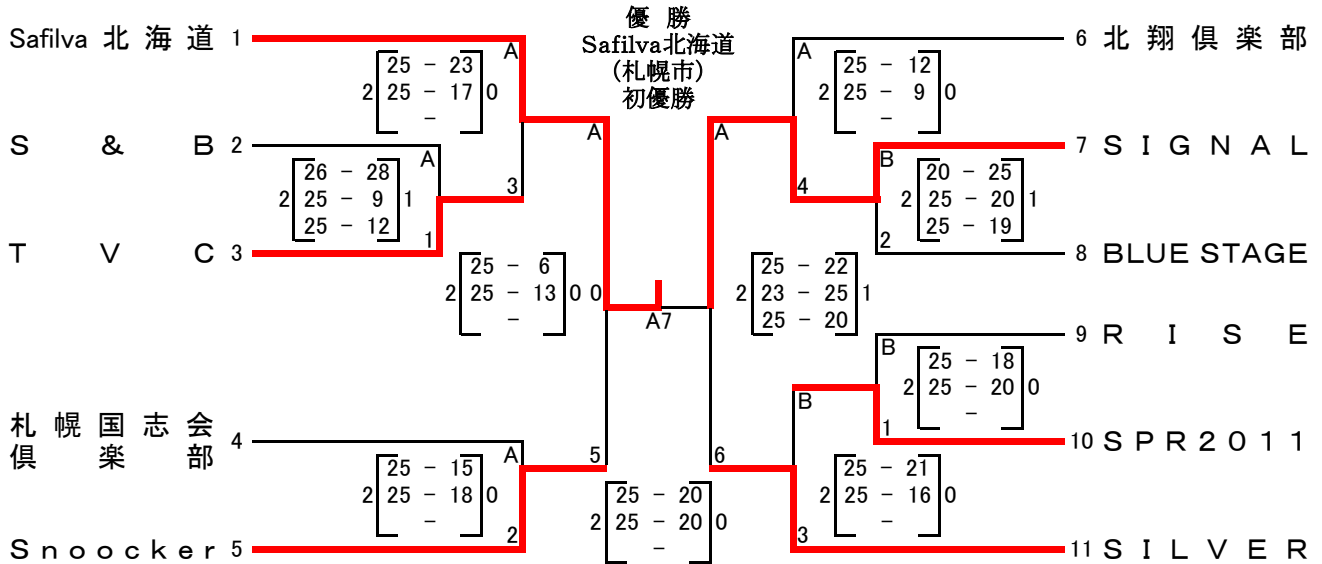 優 勝
Safilva北海道
(札幌市)
初優勝
Safilva 北海道 1
A
25 - 23
2 25 - 17 0
-
S & B 2
A
26 - 28
2 25 - 9 1
25 - 12
3
1
T V C 3
A
25 - 6
2 25 - 13 0 0
-
A7
札幌国志会
倶楽部 4
A
25 - 15
2 25 - 18 0
-
5
2
Snoocker 5
25 - 20
2 25 - 20 0
-
6 北翔倶楽部
A
25 - 12
2 25 - 9 0
-
A
7 SIGNAL
B
20 - 25
2 25 - 20 1
25 - 19
4
2
8 BLUE STAGE
25 - 22
2 23 - 25 1
25 - 20
9 RISE
B
25 - 18
2 25 - 20 0
-
B
1
10 SPR2011
6
25 - 21
2 25 - 16 0
-
3
11 SILVER